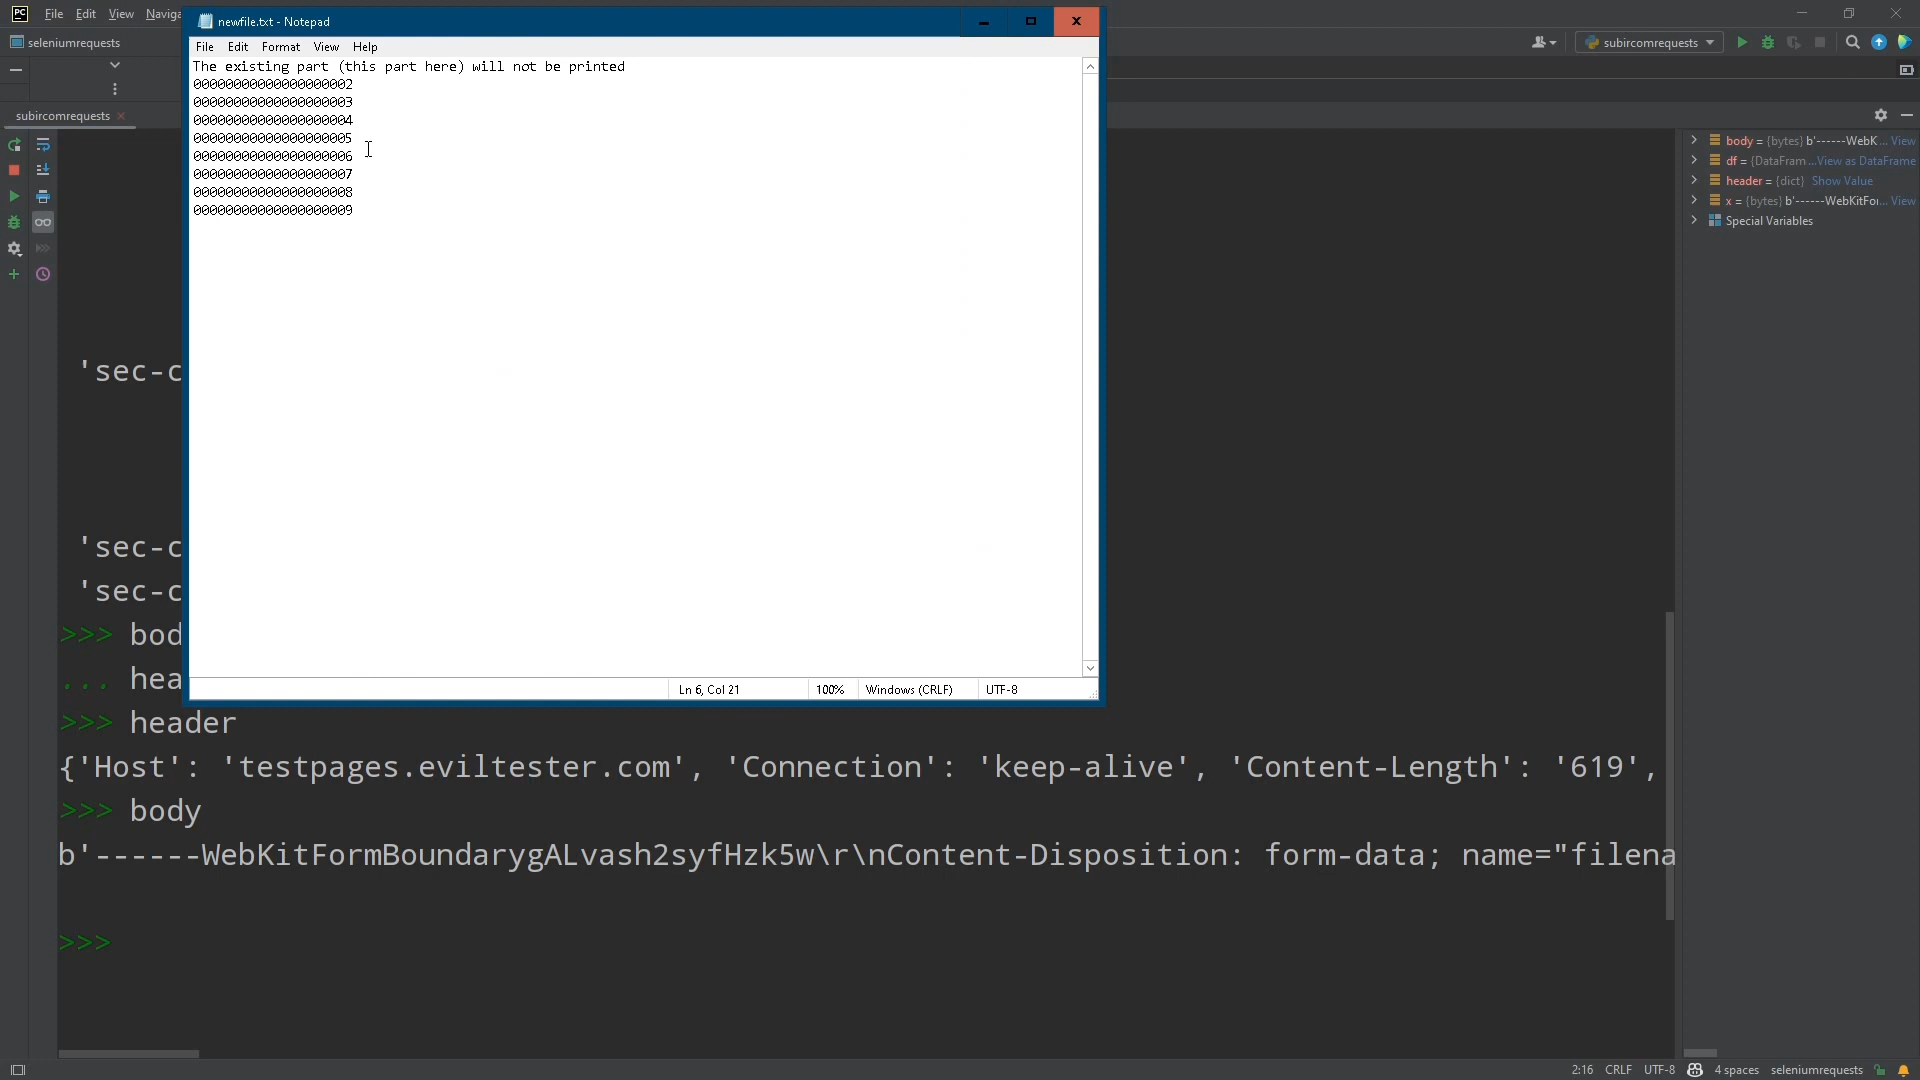 File Edit View Naviga
newfile.txt - Notepad
seleniumrequests
subircomrequests
File Edit Format View Help
The existing part (this part here) will not be printed
00000000000000000002
00000000000000000003
00000000000000000004
00000000000000000005
00000000000000000006
00000000000000000007
00000000000000000008
00000000000000000009
Ln 6, Col 21 100% Windows (CRLF) UTF-8
subircomrequests
body = {bytes} b'------WebK... View
df = {DataFram ...View as DataFrame
header = {dict} Show Value
x = {bytes} b'------WebKitFor... View
Special Variables
'sec-c
'sec-c
'sec-c
>>> bod
... hea
>>> header
{'Host': 'testpages.eviltester.com', 'Connection': 'keep-alive', 'Content-Length': '619',
>>> body
b'------WebKitFormBoundarygALvash2syfHzk5w\r\nContent-Disposition: form-data; name="filena
>>>
2:16 CRLF UTF-8 4 spaces seleniumrequests